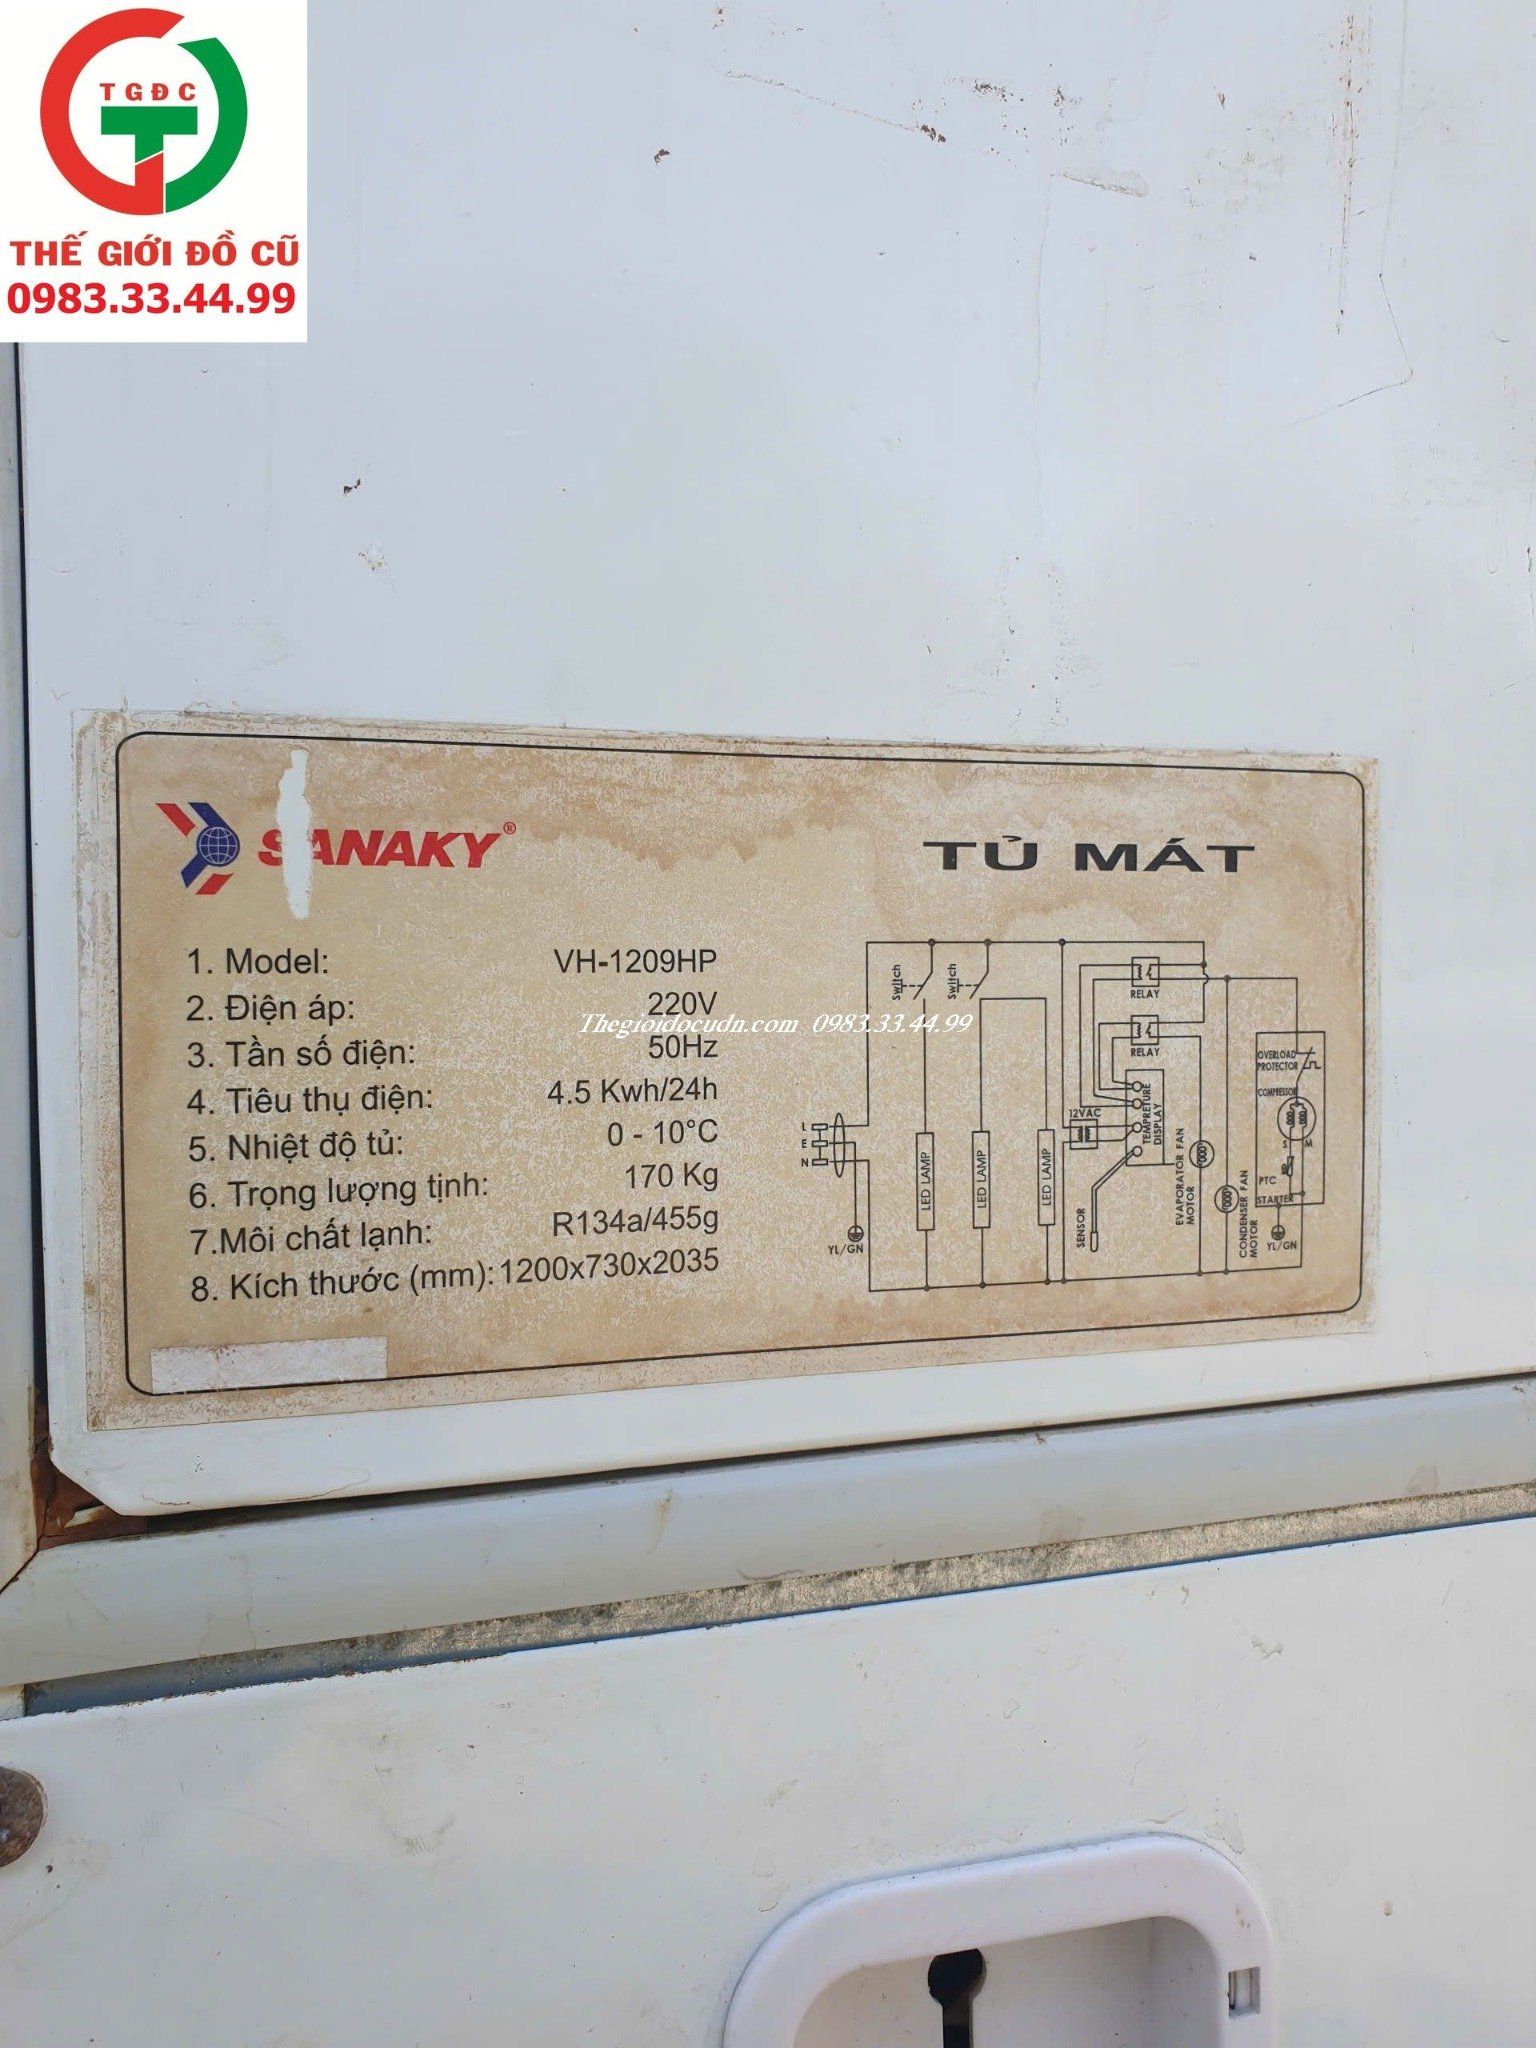 TGĐC
THẾ GIỚI ĐỒ CŨ
0983.33.44.99
SANAKY®
TỦ MÁT
1. Model: VH-1209HP
2. Điện áp: 220V
3. Tần số điện: 50Hz
4. Tiêu thụ điện: 4.5 Kwh/24h
5. Nhiệt độ tủ: 0 - 10°C
6. Trọng lượng tịnh: 170 Kg
7.Môi chất lạnh: R134a/455g
8. Kích thước (mm): 1200x730x2035
Thegioidocudn.com 0983.33.44.99
Switch
Switch
RELAY
RELAY
OVERLOAD
PROTECTOR
COMPRESSOR
S M
PTC
STARTER
YL/GN
12VAC
TEMPRETURE
DISPLAY
L
E
N
YL/GN
LED LAMP
LED LAMP
LED LAMP
SENSOR
EVAPORATOR FAN
MOTOR
CONDENSER FAN
MOTOR